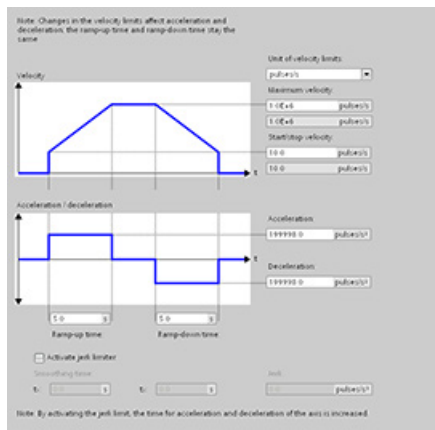 Note: Changes in the velocity limits affect acceleration and
deceleration; the ramp-up time and ramp-down time stay the
same
Unit of velocity limits:
pulses/s
Velocity
Maximum velocity:
1.0E+6 pulses/s
1.0E+6 pulses/s
Start/stop velocity:
10.0 pulses/s
10.0 pulses/s
t
Acceleration / deceleration
Acceleration:
199998.0 pulses/s²
t
Deceleration:
199998.0 pulses/s²
5.0 s 5.0 s
Ramp-up time: Ramp-down time:
Activate jerk limiter
Smoothing time: Jerk:
t₁ s t₂ s pulses/s³
Note: By activating the jerk limit, the time for acceleration and deceleration of the axis is increased.